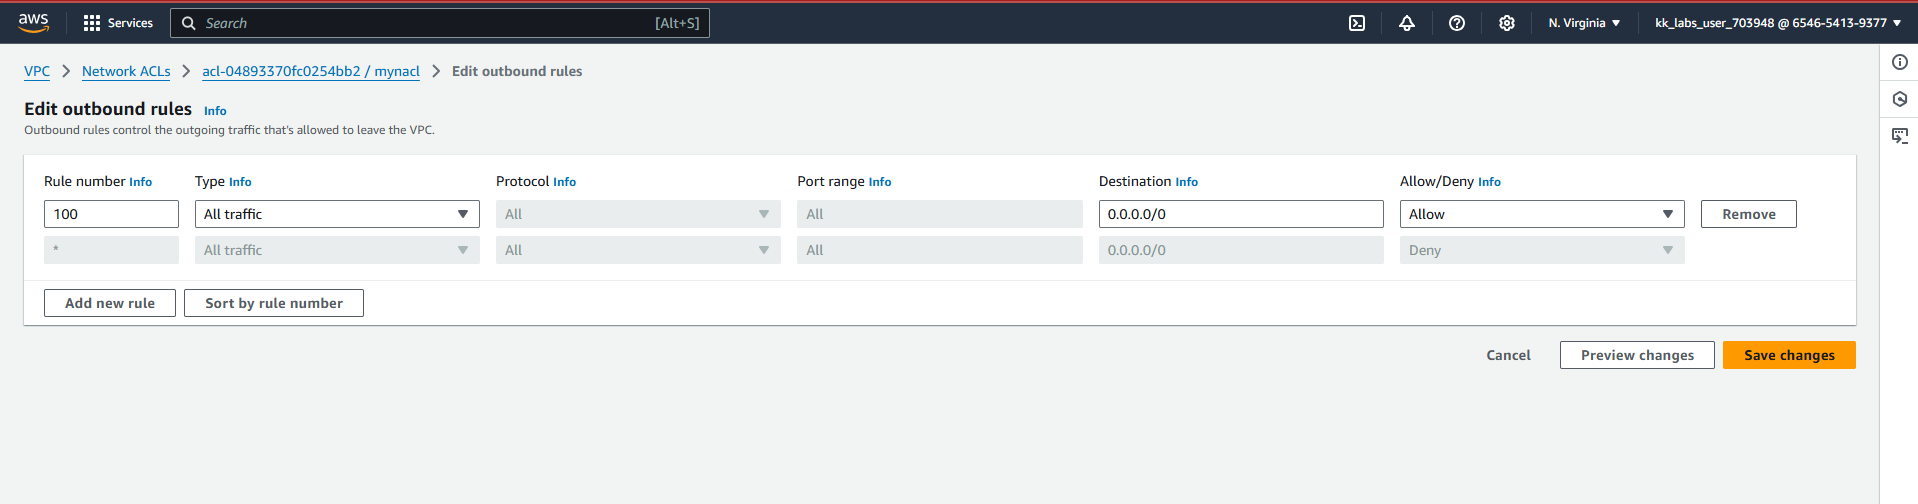 aws Services Search [Alt+S] N. Virginia kk_labs_user_703948 @ 6546-5413-9377
VPC Network ACLs acl-04893370fc0254bb2 / mynacl Edit outbound rules
Edit outbound rules Info
Outbound rules control the outgoing traffic that's allowed to leave the VPC.
Rule number Info Type Info Protocol Info Port range Info Destination Info Allow/Deny Info
100 All traffic All All 0.0.0.0/0 Allow Remove
* All traffic All All 0.0.0.0/0 Deny
Add new rule Sort by rule number
Cancel Preview changes Save changes